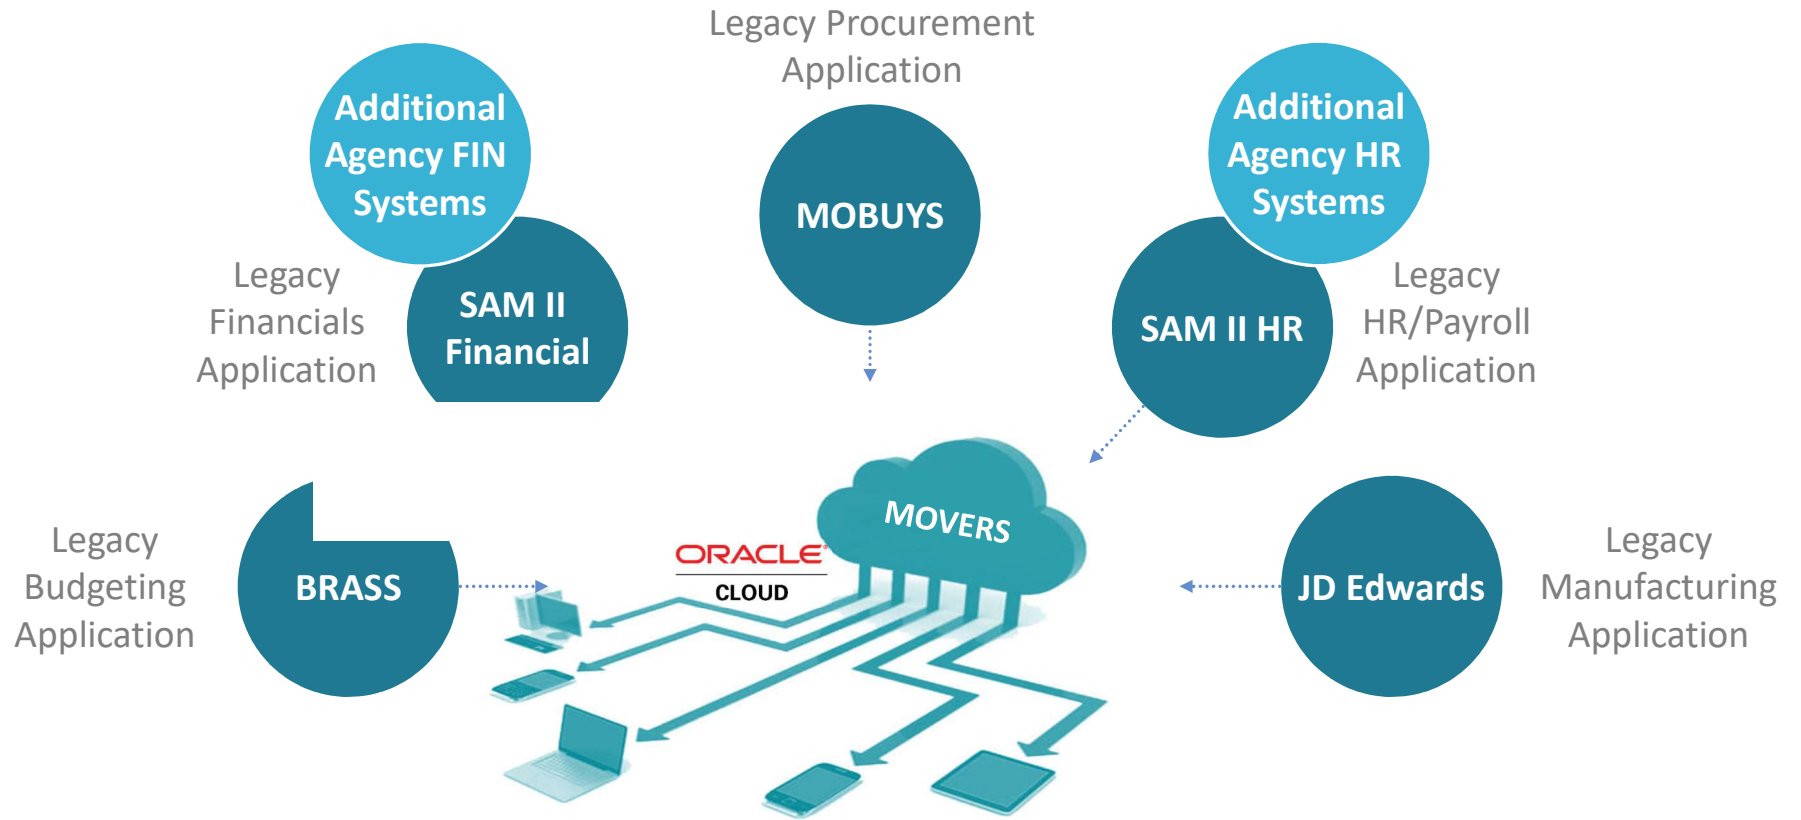 Legacy Procurement
Application
Additional
Agency FIN
Systems
MOBUYS
Additional
Agency HR
Systems
Legacy
Financials
Application
SAM II
Financial
SAM II HR
Legacy
HR/Payroll
Application
Legacy
Budgeting
Application
BRASS
ORACLE
CLOUD
MOVERS
JD Edwards
Legacy
Manufacturing
Application